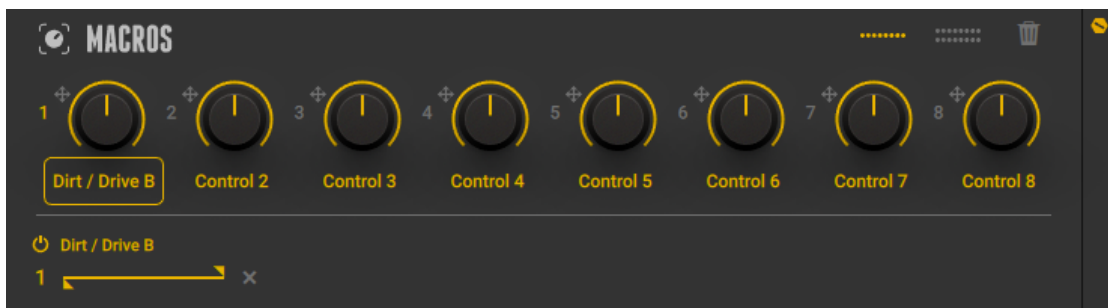 MACROS
1 2 3 4 5 6 7 8
Dirt / Drive B Control 2 Control 3 Control 4 Control 5 Control 6 Control 7 Control 8
Dirt / Drive B
1